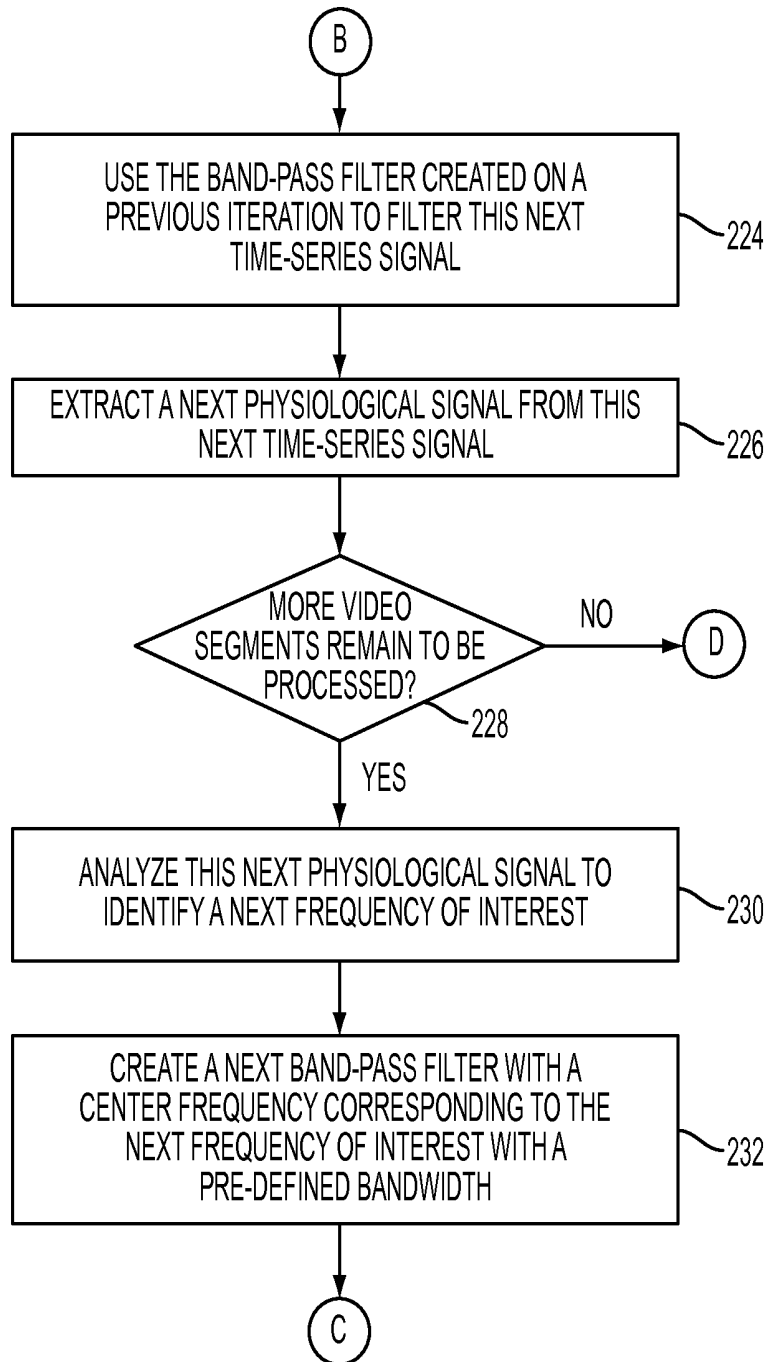 B
USE THE BAND-PASS FILTER CREATED ON A
PREVIOUS ITERATION TO FILTER THIS NEXT
TIME-SERIES SIGNAL
224
EXTRACT A NEXT PHYSIOLOGICAL SIGNAL FROM THIS
NEXT TIME-SERIES SIGNAL
226
MORE VIDEO
SEGMENTS REMAIN TO BE
PROCESSED?
228
NO
D
YES
ANALYZE THIS NEXT PHYSIOLOGICAL SIGNAL TO
IDENTIFY A NEXT FREQUENCY OF INTEREST
230
CREATE A NEXT BAND-PASS FILTER WITH A
CENTER FREQUENCY CORRESPONDING TO THE
NEXT FREQUENCY OF INTEREST WITH A
PRE-DEFINED BANDWIDTH
232
C